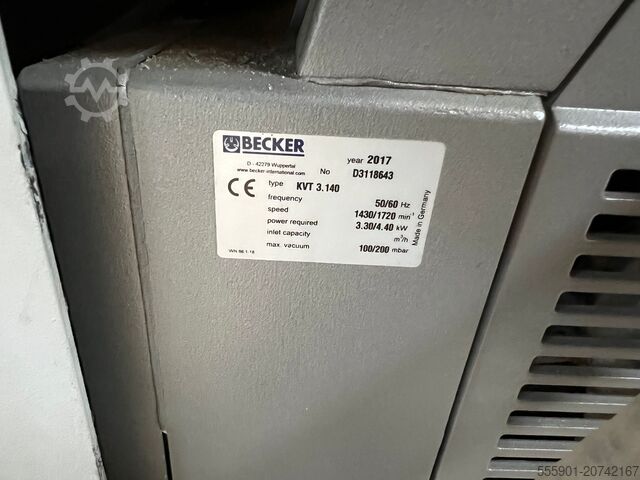 BECKER
year 2017
D - 42279 Wuppertal
www.becker-international.com
No D3118643
CE type KVT 3.140
frequency 50/60 Hz
speed 1430/1720 min⁻¹
power required 3.30/4.40 kW
inlet capacity m³/h
max. vacuum 100/200 mbar
Made in Germany
555901-20742167